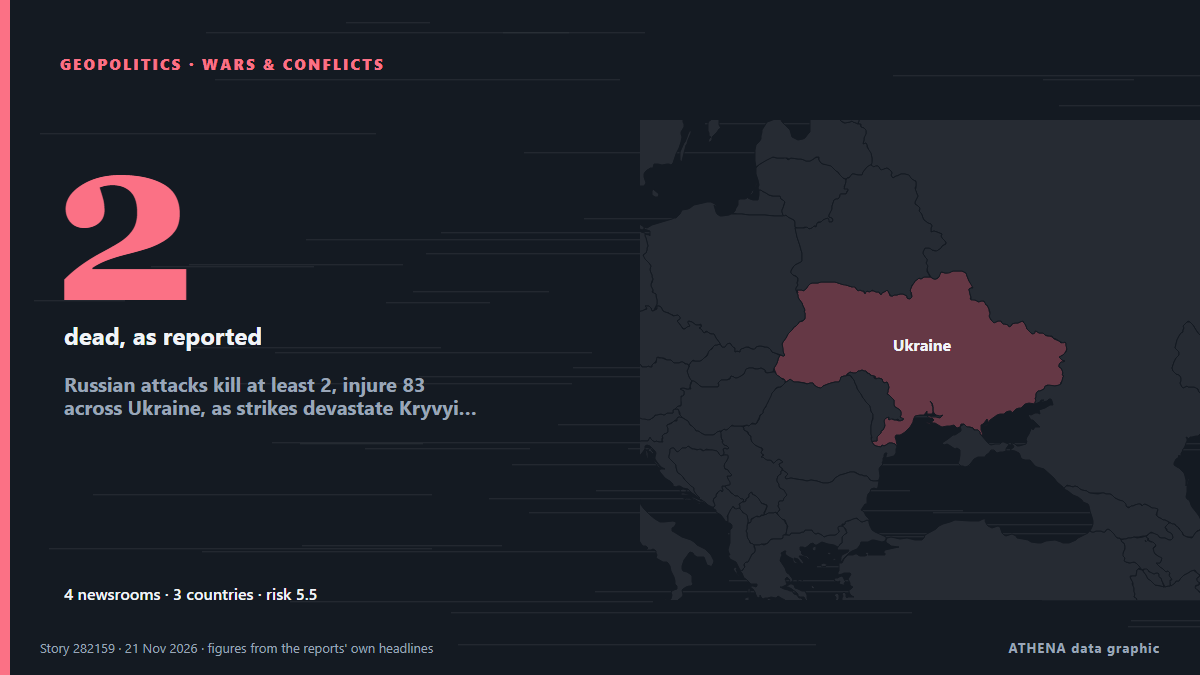 GEOPOLITICS · WARS & CONFLICTS
2
dead, as reported
Russian attacks kill at least 2, injure 83
across Ukraine, as strikes devastate Kryvyi...
Ukraine
4 newsrooms · 3 countries · risk 5.5
Story 282159 · 21 Nov 2026 · figures from the reports' own headlines
ATHENA data graphic